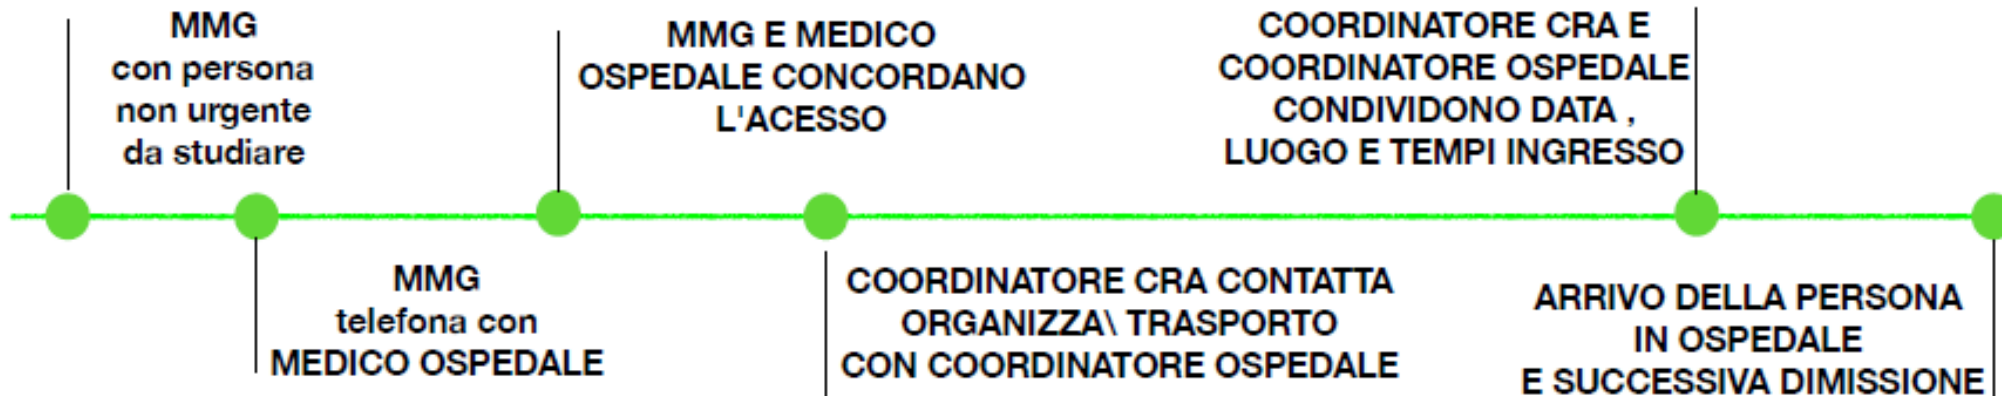 MMG
con persona
non urgente
da studiare
MMG
telefona con
MEDICO OSPEDALE
MMG E MEDICO
OSPEDALE CONCORDANO
L'ACESSO
COORDINATORE CRA CONTATTA
ORGANIZZA\ TRASPORTO
CON COORDINATORE OSPEDALE
COORDINATORE CRA E
COORDINATORE OSPEDALE
CONDIVIDONO DATA ,
LUOGO E TEMPI INGRESSO
ARRIVO DELLA PERSONA
IN OSPEDALE
E SUCCESSIVA DIMISSIONE